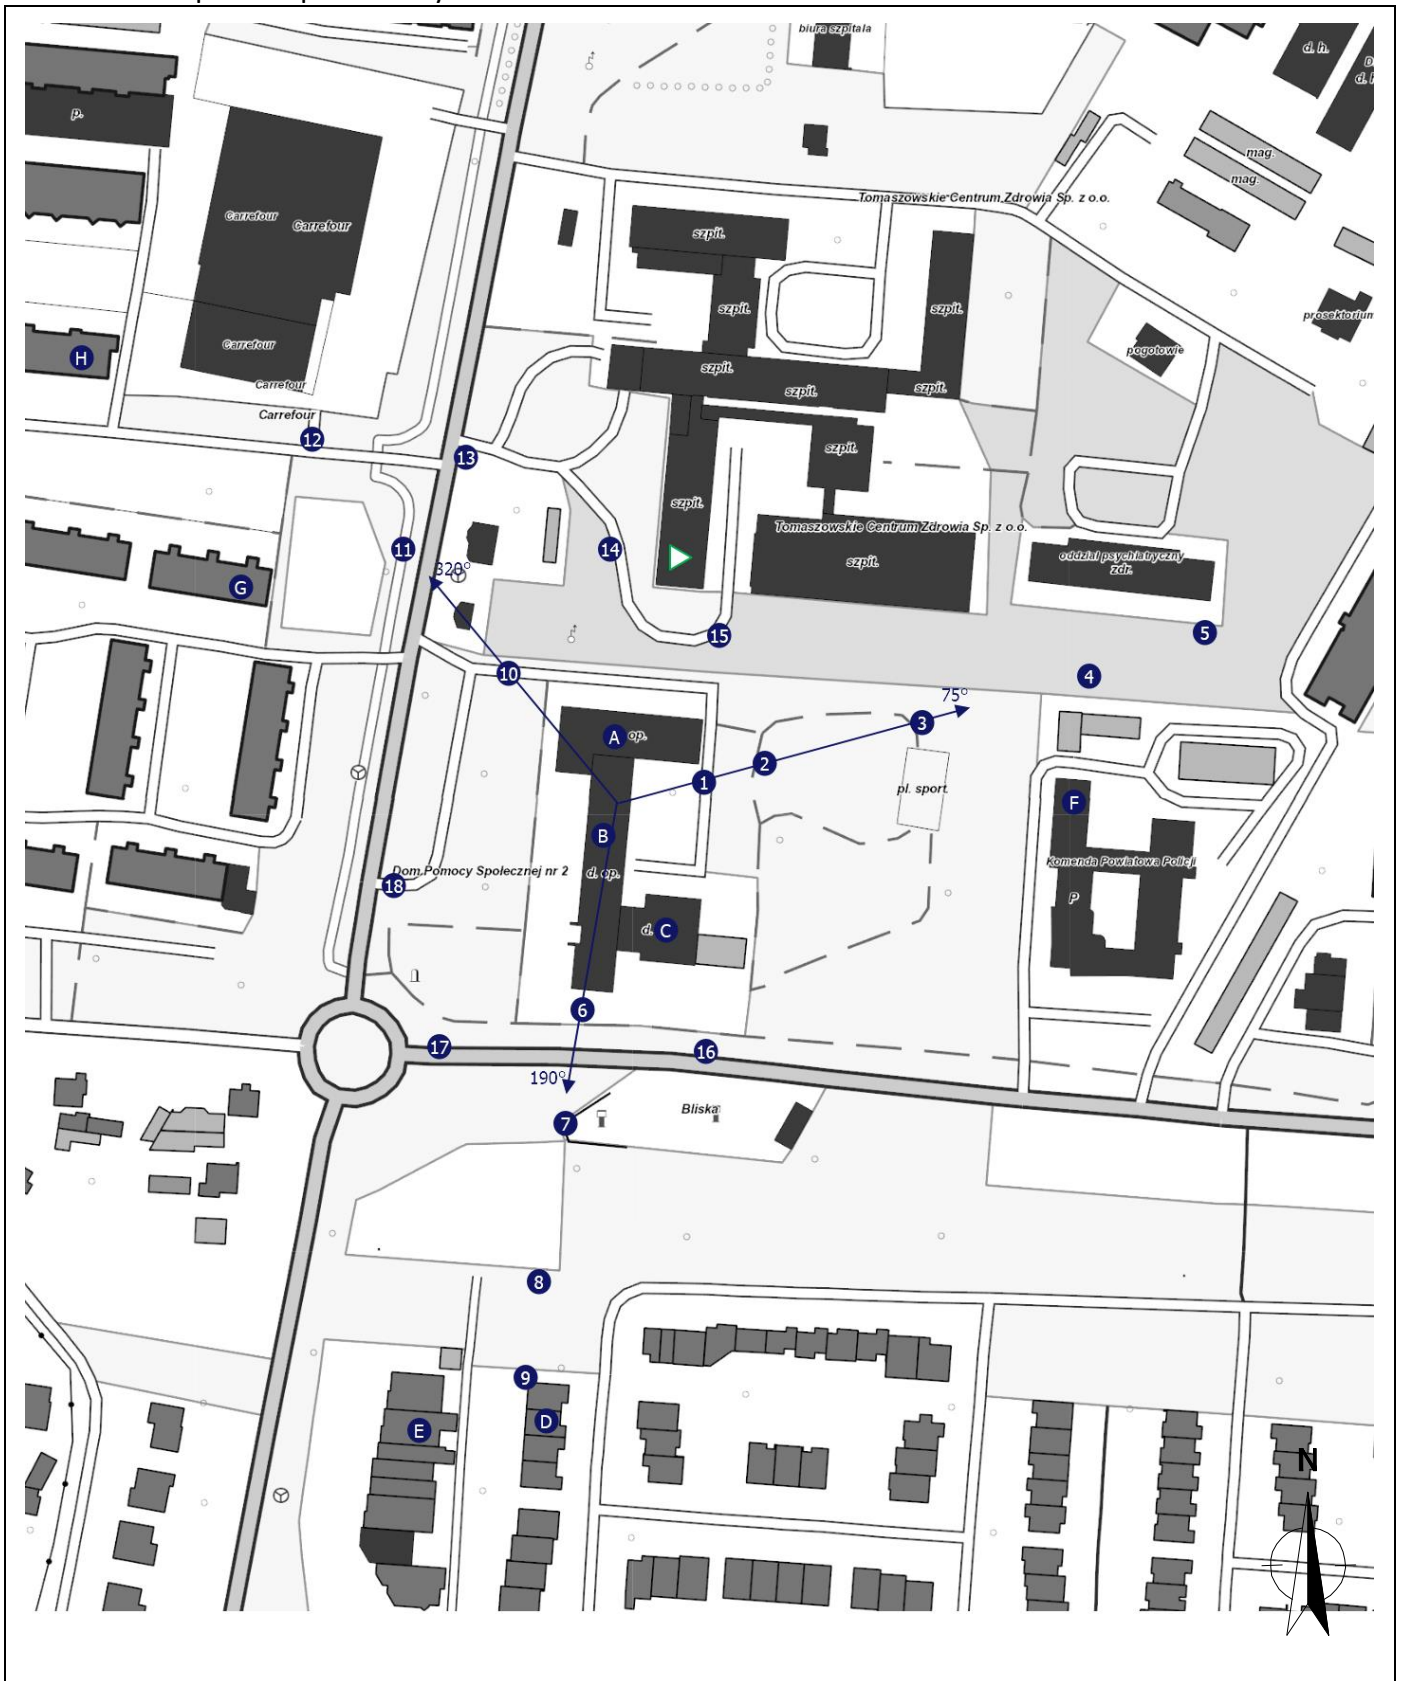 biura szpitala
d. h.
D
d. h
p.
mag.
mag.
Tomaszowskie Centrum Zdrowia Sp. z o.o.
Carrefour
Carrefour
szpit.
szpit.
szpit.
prosektorium
Carrefour
pogotowie
H
szpit.
szpit.
szpit.
Carrefour
Carrefour
12
13
szpit.
szpit.
Tomaszowskie Centrum Zdrowia Sp. z o.o.
11
14
szpit.
oddział psychiatryczny
zdr.
320°
G
15
5
10
4
75°
3
A
op.
2
1
pl. sport.
F
B
Komenda Powiatowa Policji
Dom Pomocy Społecznej nr 2
d. op.
18
P
d.
C
6
17
16
190°
Bliska
7
8
9
D
E
N